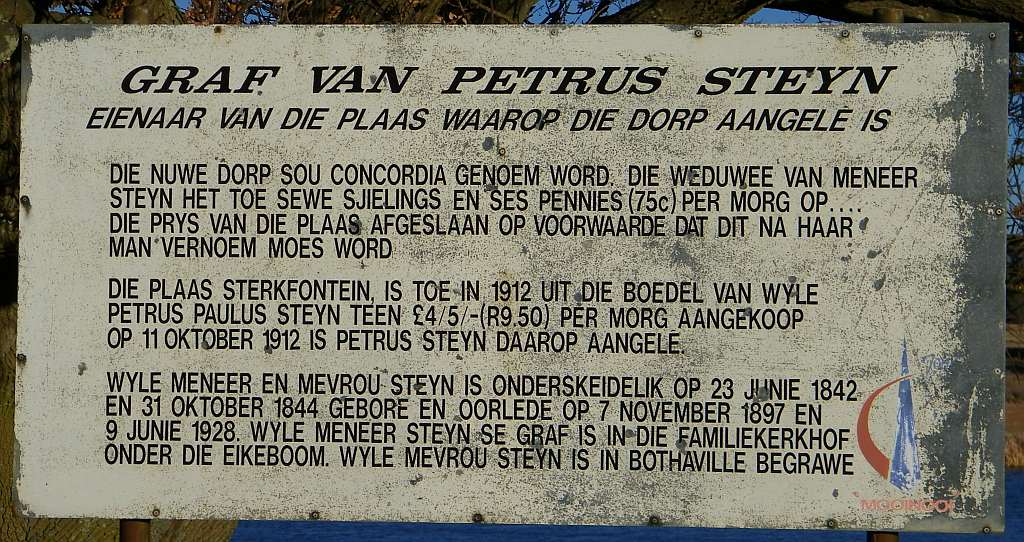 GRAF VAN PETRUS STEYN
EIENAAR VAN DIE PLAAS WAAROP DIE DORP AANGELE IS
DIE NUWE DORP SOU CONCORDIA GENOEM WORD. DIE WEDUWEE VAN MENEER
STEYN HET TOE SEWE SJIELINGS EN SES PENNIES (75c) PER MORG OP....
DIE PRYS VAN DIE PLAAS AFGESLAAN OP VOORWAARDE DAT DIT NA HAAR
MAN VERNOEM MOES WORD
DIE PLAAS STERKFONTEIN, IS TOE IN 1912 UIT DIE BOEDEL VAN WYLE
PETRUS PAULUS STEYN TEEN £4/5/-(R9.50) PER MORG AANGEKOOP
OP 11 OKTOBER 1912 IS PETRUS STEYN DAAROP AANGELE.
WYLE MENEER EN MEVROU STEYN IS ONDERSKEIDELIK OP 23 JUNIE 1842
EN 31 OKTOBER 1844 GEBORE EN OORLEDE OP 7 NOVEMBER 1897 EN
9 JUNIE 1928. WYLE MENEER STEYN SE GRAF IS IN DIE FAMILIEKERKHOF
ONDER DIE EIKEBOOM. WYLE MEVROU STEYN IS IN BOTHAVILLE BEGRAWE